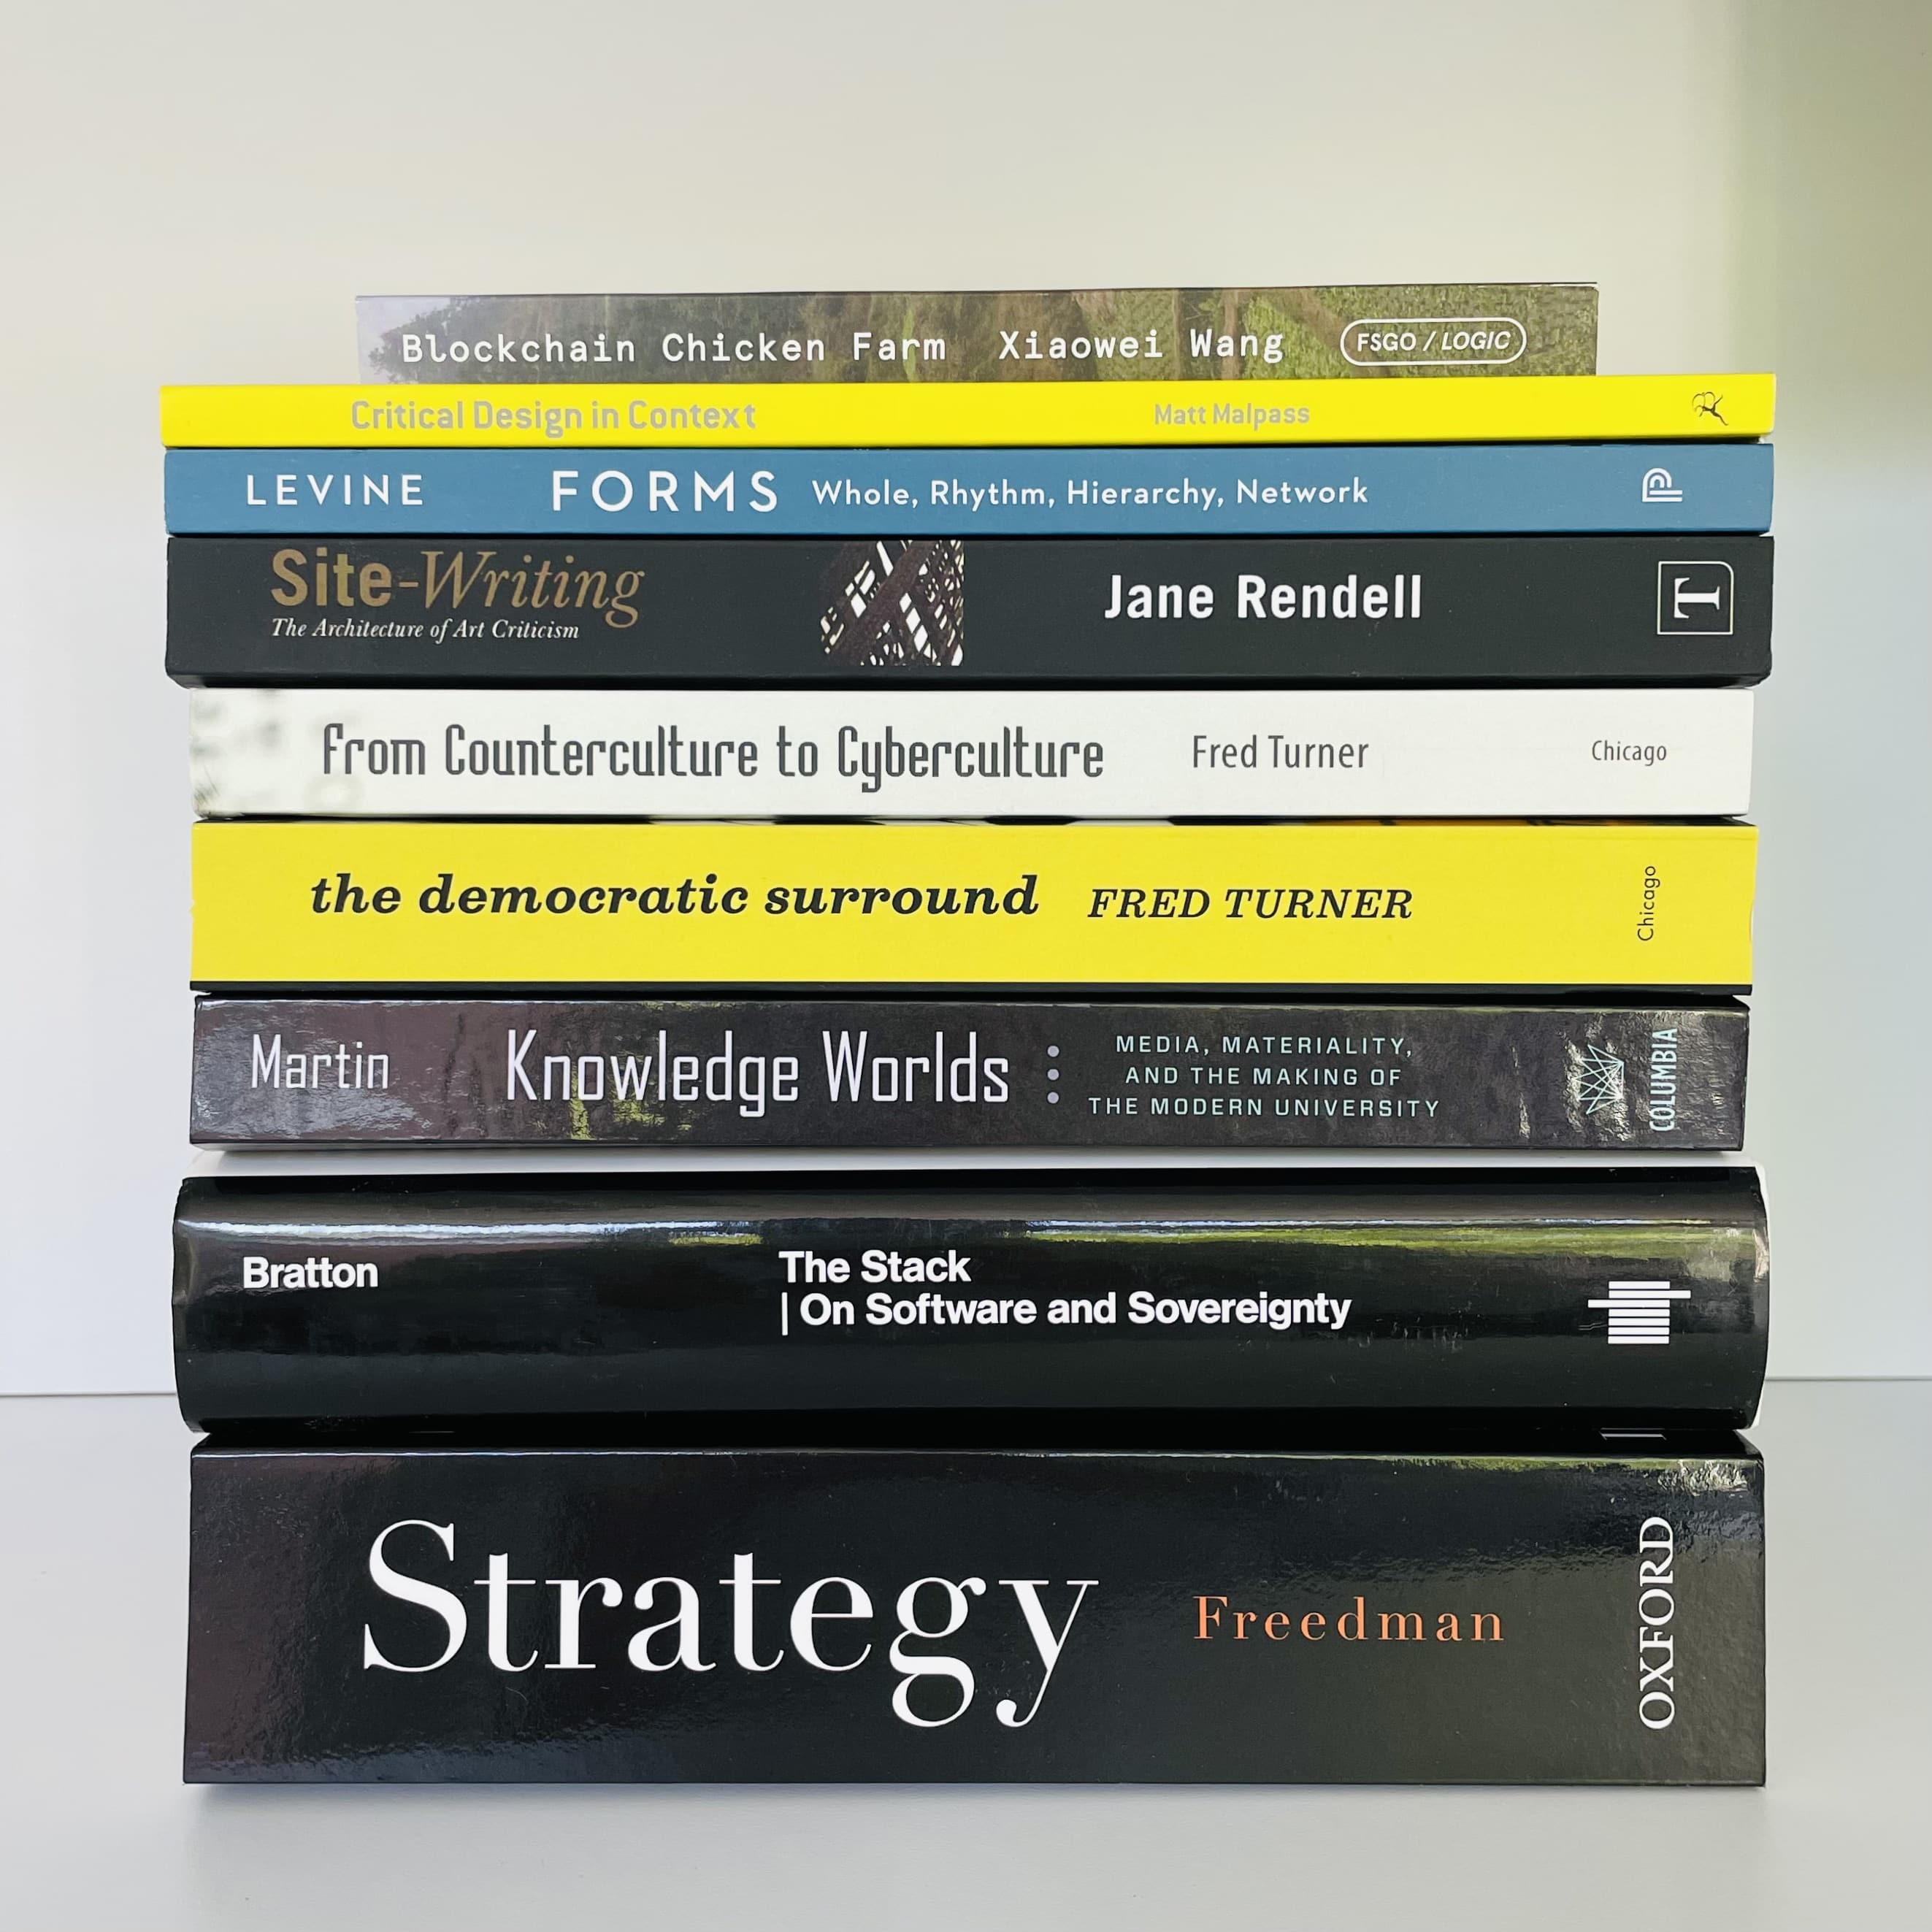 Blockchain Chicken Farm Xiaowei Wang FSGO / LOGIC
Critical Design in Context Matt Malpass
LEVINE FORMS Whole, Rhythm, Hierarchy, Network
Site-Writing
The Architecture of Art Criticism
Jane Rendell
T
From Counterculture to Cyberculture Fred Turner Chicago
the democratic surround FRED TURNER Chicago
Martin Knowledge Worlds
MEDIA, MATERIALITY,
AND THE MAKING OF
THE MODERN UNIVERSITY
COLUMBIA
Bratton
The Stack
| On Software and Sovereignty
Strategy Freedman OXFORD